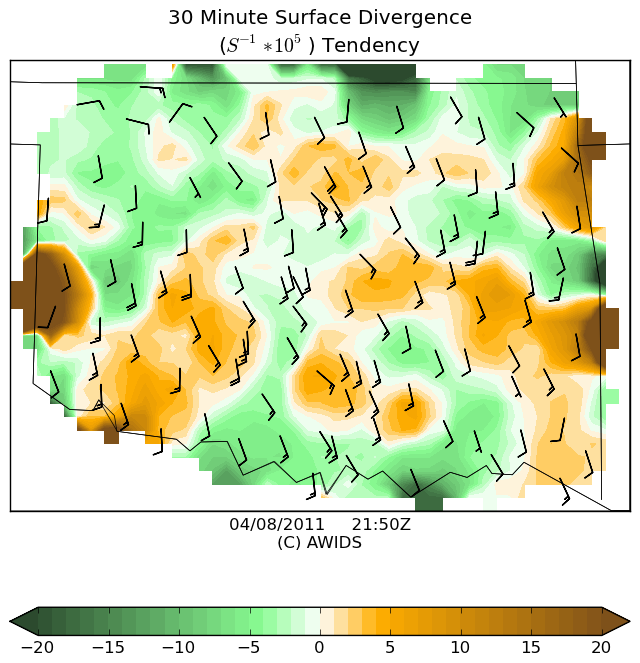 30 Minute Surface Divergence
(S⁻¹ *10⁵ ) Tendency
04/08/2011 21:50Z
(C) AWIDS
−20 −15 −10 −5 0 5 10 15 20